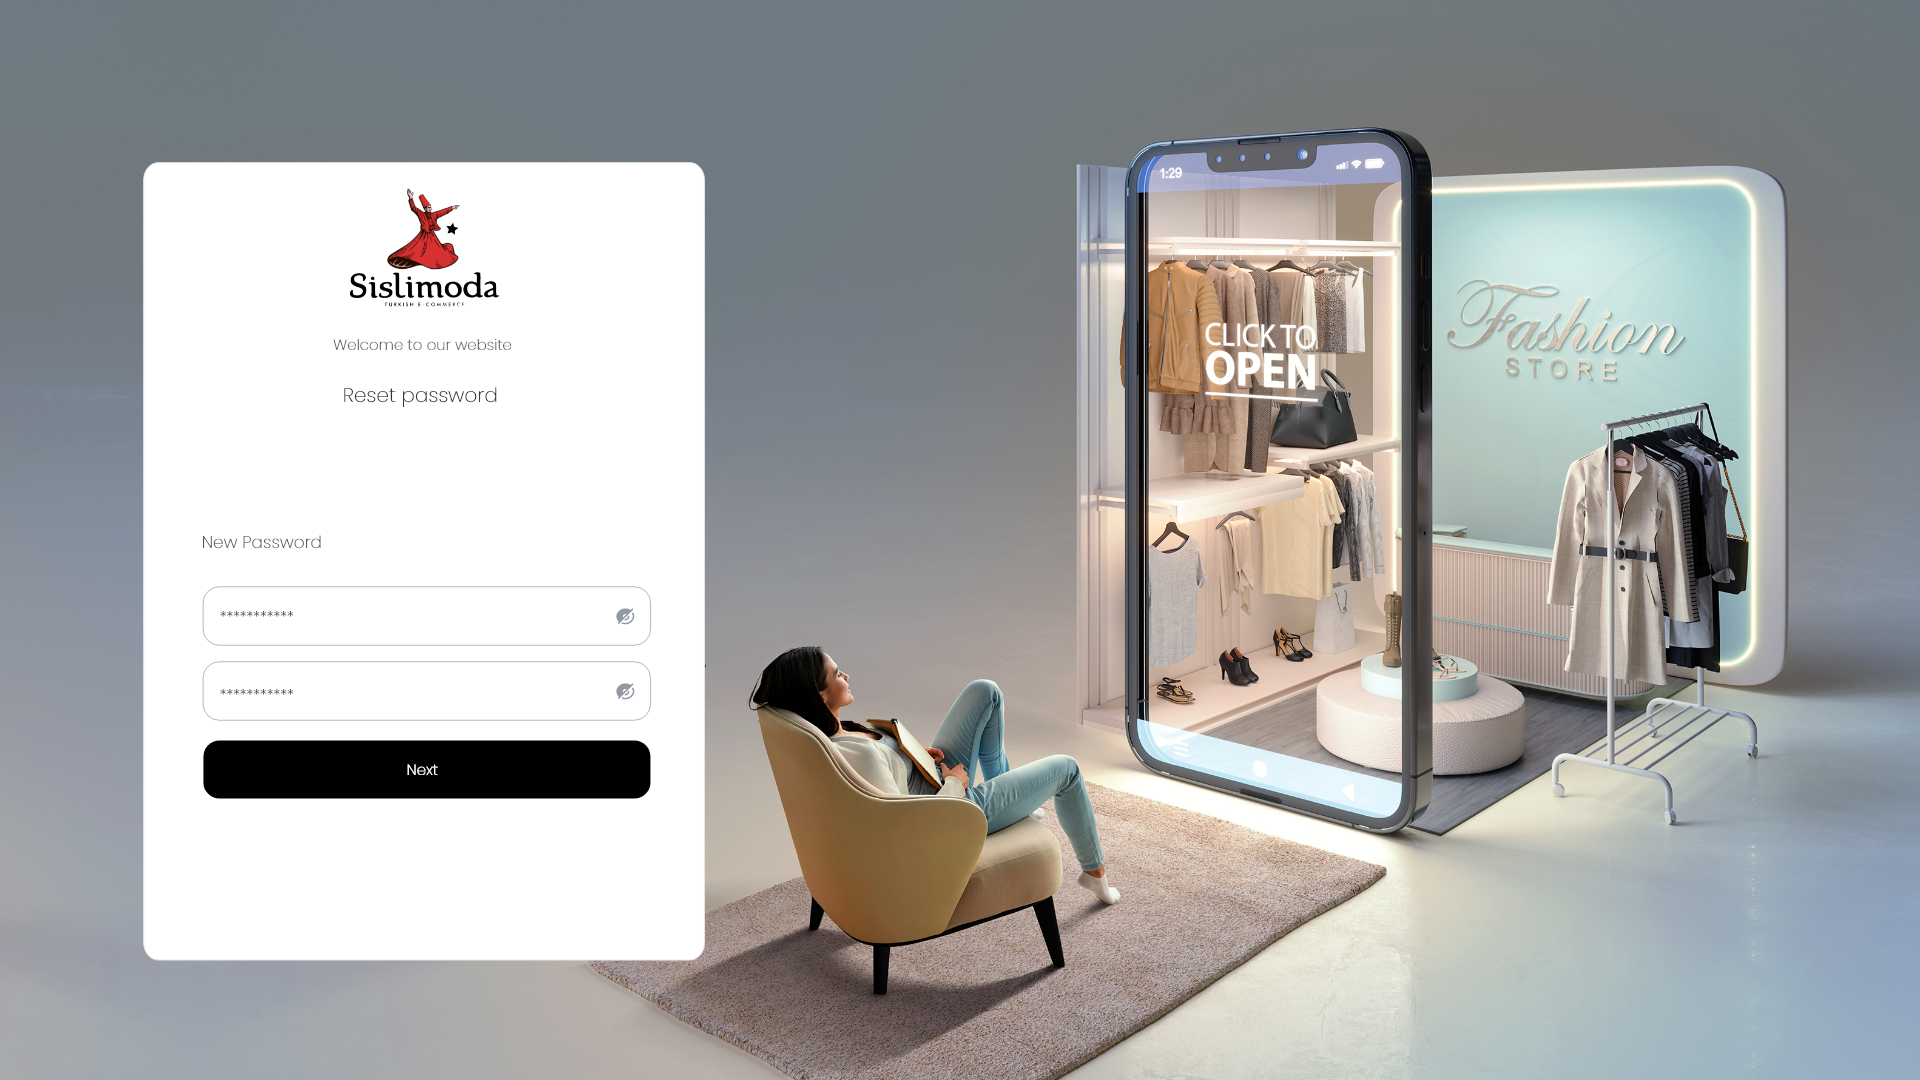 Sislimoda
TURKISH E-COMMERCE
Welcome to our website
Reset password
New Password
***********
***********
Next
1:29
CLICK TO
OPEN
Fashion
STORE